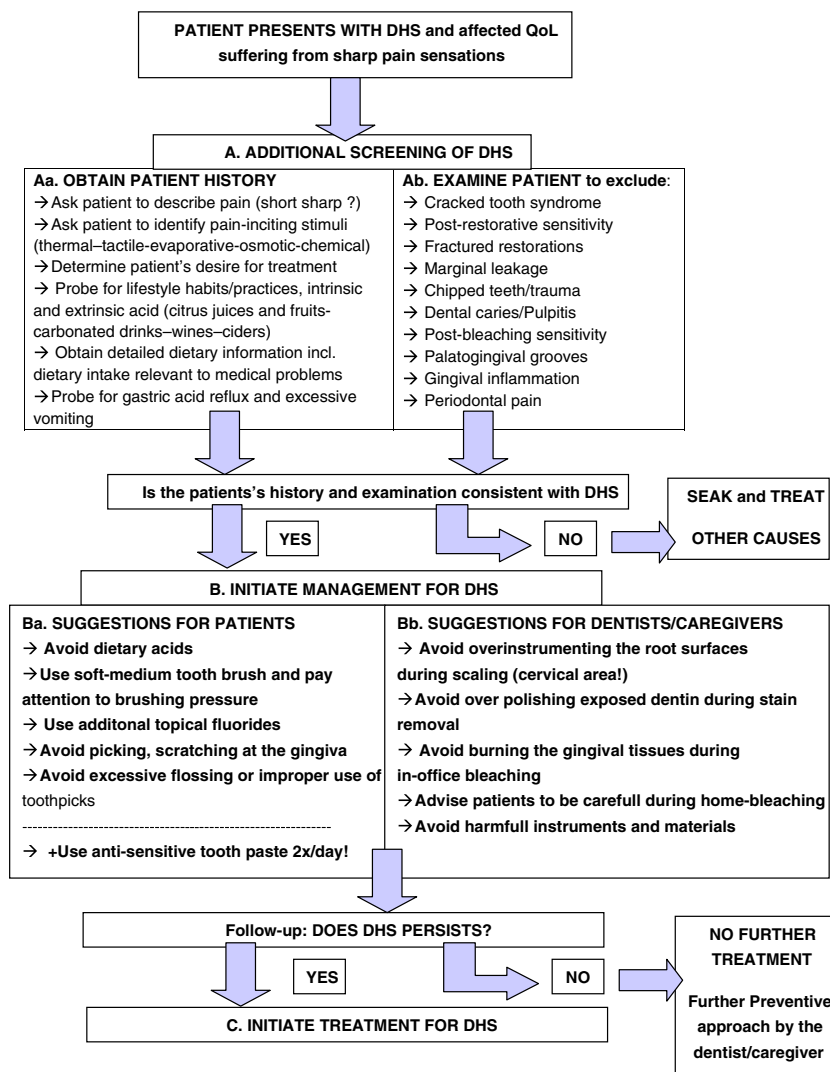 PATIENT PRESENTS WITH DHS and affected QoL
suffering from sharp pain sensations
A. ADDITIONAL SCREENING OF DHS
Aa. OBTAIN PATIENT HISTORY
→Ask patient to describe pain (short sharp ?)
→Ask patient to identify pain-inciting stimuli
(thermal–tactile-evaporative-osmotic-chemical)
→Determine patient's desire for treatment
→ Probe for lifestyle habits/practices, intrinsic
and extrinsic acid (citrus juices and fruits-
carbonated drinks–wines–ciders)
→ Obtain detailed dietary information incl.
dietary intake relevant to medical problems
→Probe for gastric acid reflux and excessive
vomiting
Ab. EXAMINE PATIENT to exclude:
→ Cracked tooth syndrome
→ Post-restorative sensitivity
→ Fractured restorations
→ Marginal leakage
→ Chipped teeth/trauma
→ Dental caries/Pulpitis
→ Post-bleaching sensitivity
→ Palatogingival grooves
→ Gingival inflammation
→ Periodontal pain
Is the patients's history and examination consistent with DHS
YES
NO
SEAK and TREAT
OTHER CAUSES
B. INITIATE MANAGEMENT FOR DHS
Ba. SUGGESTIONS FOR PATIENTS
→ Avoid dietary acids
→Use soft-medium tooth brush and pay
attention to brushing pressure
→ Use additonal topical fluorides
→Avoid picking, scratching at the gingiva
→Avoid excessive flossing or improper use of
toothpicks
------------------------------------------------------------
→ +Use anti-sensitive tooth paste 2x/day!
Bb. SUGGESTIONS FOR DENTISTS/CAREGIVERS
→ Avoid overinstrumenting the root surfaces
during scaling (cervical area!)
→Avoid over polishing exposed dentin during stain
removal
→ Avoid burning the gingival tissues during
in-office bleaching
→Advise patients to be carefull during home-bleaching
→Avoid harmfull instruments and materials
Follow-up: DOES DHS PERSISTS?
YES
NO
NO FURTHER
TREATMENT
Further Preventive
approach by the
dentist/caregiver
C. INITIATE TREATMENT FOR DHS